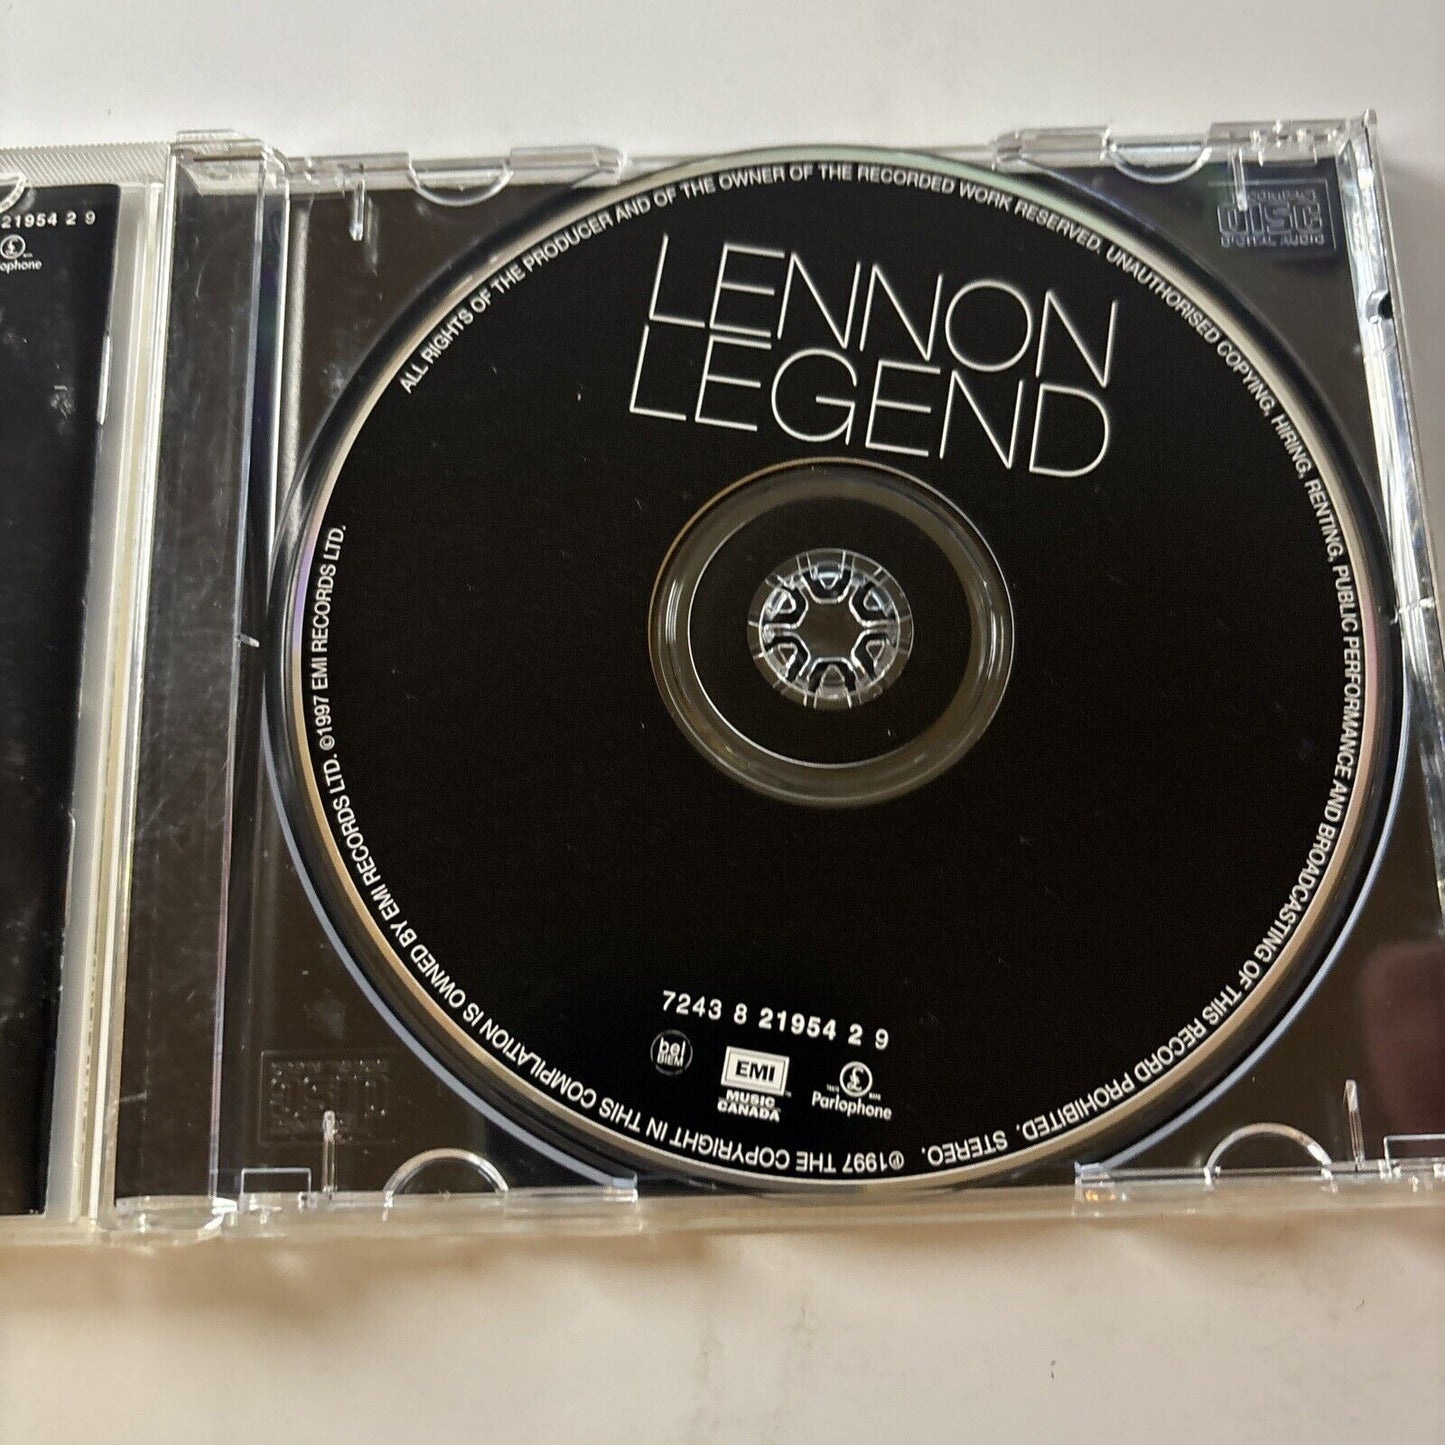 21954 2 9
LENNON
LEGEND
ALL RIGHTS OF THE PRODUCER AND OF THE OWNER OF THE RECORDED WORK RESERVED. UNAUTHORISED COPYING, HIRING, RENTING, PUBLIC PERFORMANCE AND BROADCASTING OF THIS RECORD PROHIBITED. STEREO.
℗1997 THE COPYRIGHT IN THIS COMPILATION IS OWNED BY EMI RECORDS LTD. ©1997 EMI RECORDS LTD.
7243 8 21954 2 9
bel
BIEM
EMI
MUSIC
CANADA
£
Parlophone